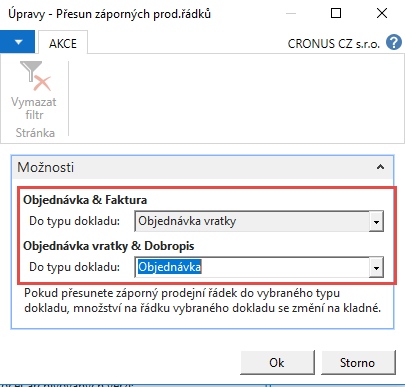 Úpravy - Přesun záporných prod.řádků
AKCE
CRONUS CZ s.r.o.
?
Vymazat
filtr
Stránka
Možnosti
Objednávka & Faktura
Do typu dokladu: Objednávka vratky
Objednávka vratky & Dobropis
Do typu dokladu: Objednávka
Pokud přesunete záporný prodejní řádek do vybraného typu
dokladu, množství na řádku vybraného dokladu se změní na kladné.
Ok Storno